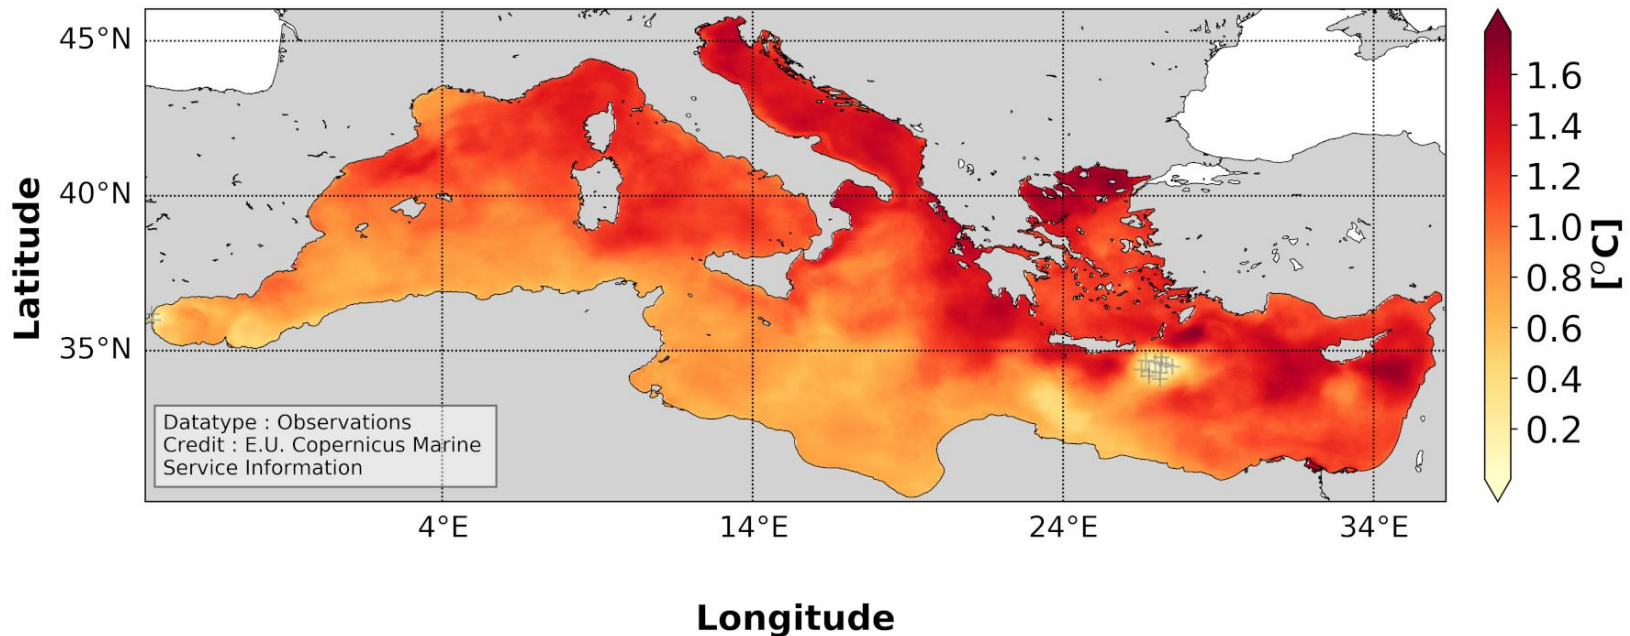 45°N
40°N
35°N
Latitude
Datatype : Observations
Credit : E.U. Copernicus Marine
Service Information
4°E
14°E
24°E
34°E
Longitude
1.6
1.4
1.2
1.0
0.8
0.6
0.4
0.2
[°C]